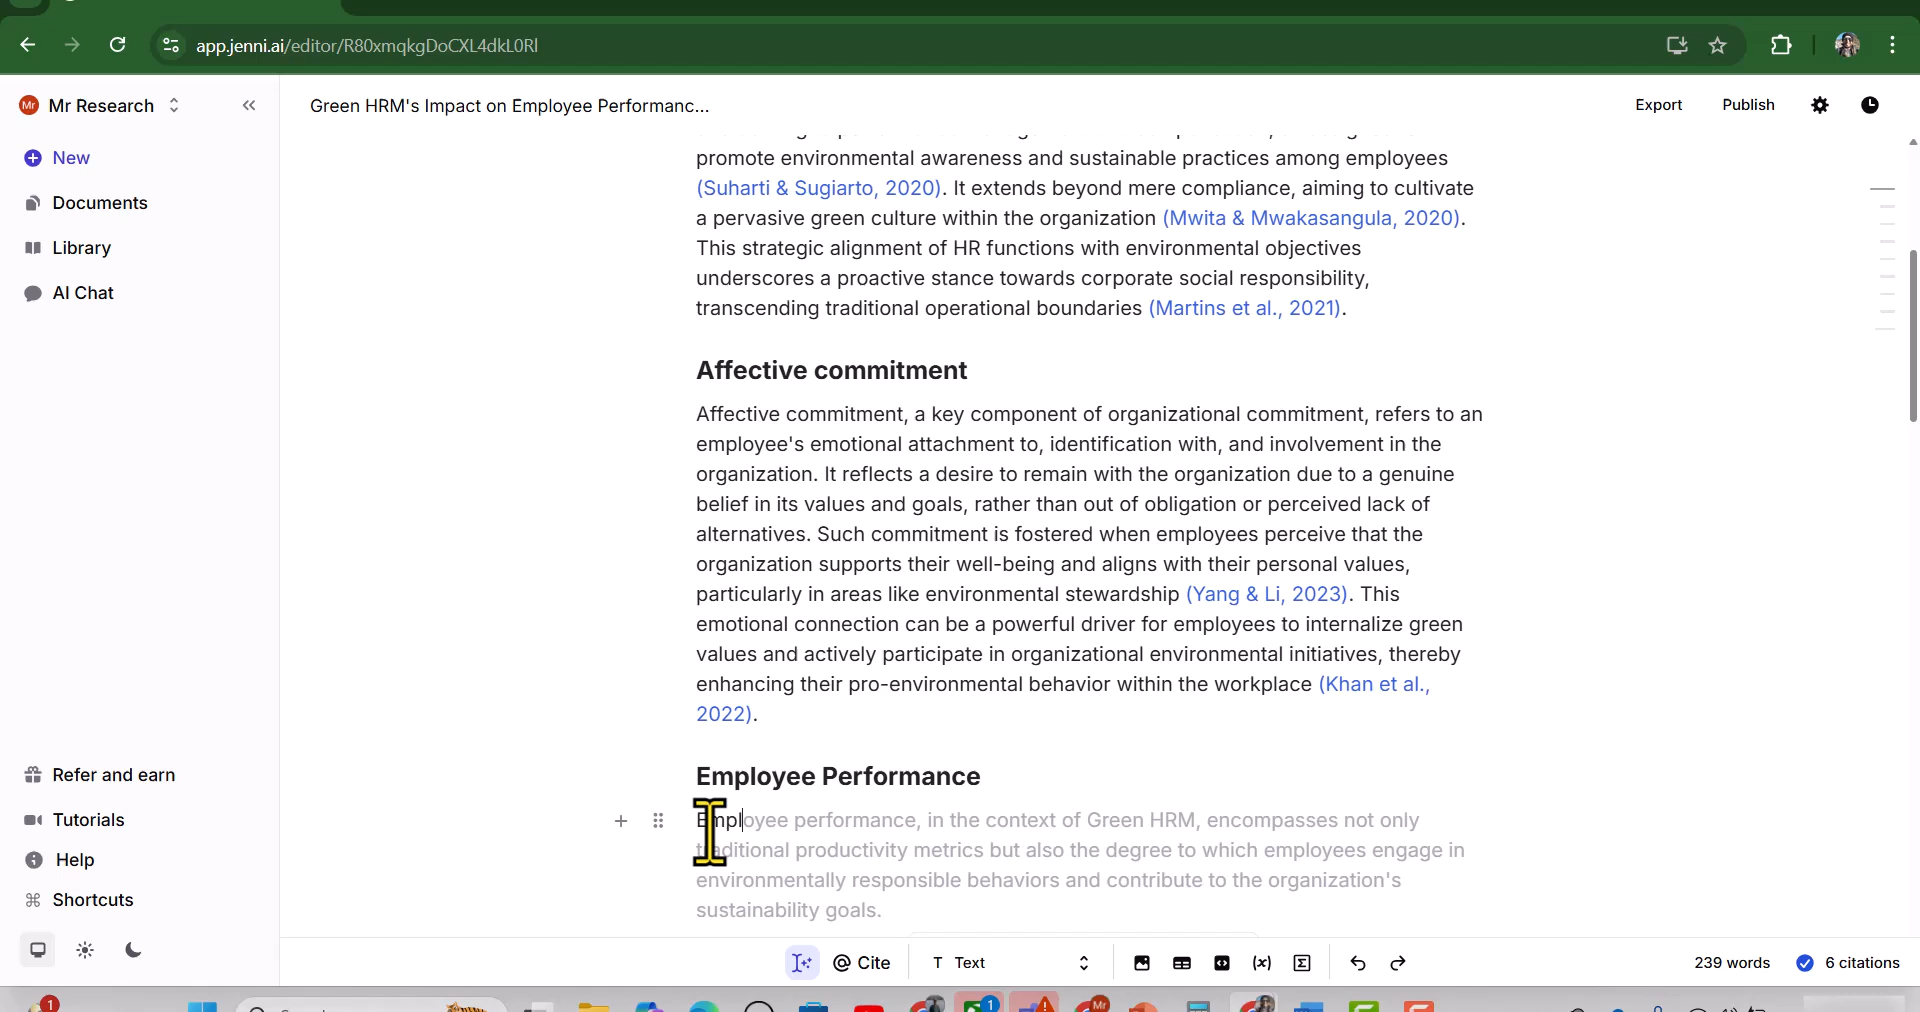 app.jenni.ai/editor/R80xmqkgDoCXL4dkL0Rl
Mr Mr Research
Green HRM's Impact on Employee Performanc...
Export
Publish
New
Documents
Library
AI Chat
promote environmental awareness and sustainable practices among employees
(Suharti & Sugiarto, 2020). It extends beyond mere compliance, aiming to cultivate
a pervasive green culture within the organization (Mwita & Mwakasangula, 2020).
This strategic alignment of HR functions with environmental objectives
underscores a proactive stance towards corporate social responsibility,
transcending traditional operational boundaries (Martins et al., 2021).
Affective commitment
Affective commitment, a key component of organizational commitment, refers to an
employee's emotional attachment to, identification with, and involvement in the
organization. It reflects a desire to remain with the organization due to a genuine
belief in its values and goals, rather than out of obligation or perceived lack of
alternatives. Such commitment is fostered when employees perceive that the
organization supports their well-being and aligns with their personal values,
particularly in areas like environmental stewardship (Yang & Li, 2023). This
emotional connection can be a powerful driver for employees to internalize green
values and actively participate in organizational environmental initiatives, thereby
enhancing their pro-environmental behavior within the workplace (Khan et al.,
2022).
Employee Performance
Employee performance, in the context of Green HRM, encompasses not only
traditional productivity metrics but also the degree to which employees engage in
environmentally responsible behaviors and contribute to the organization's
sustainability goals.
Refer and earn
Tutorials
Help
Shortcuts
Cite
T Text
239 words
6 citations
1
1
Mr